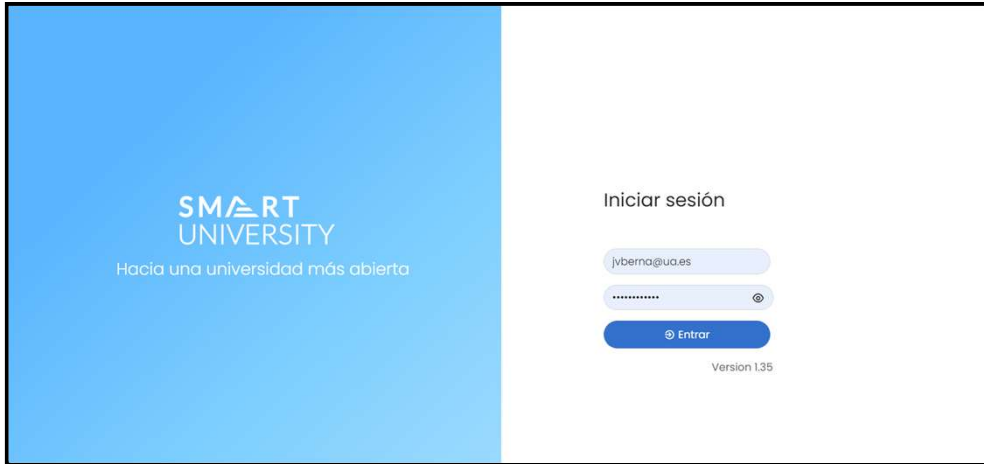 SMART
UNIVERSITY
Hacia una universidad más abierta
Iniciar sesión
jvberna@ua.es
••••••••••••
Entrar
Version 1.35